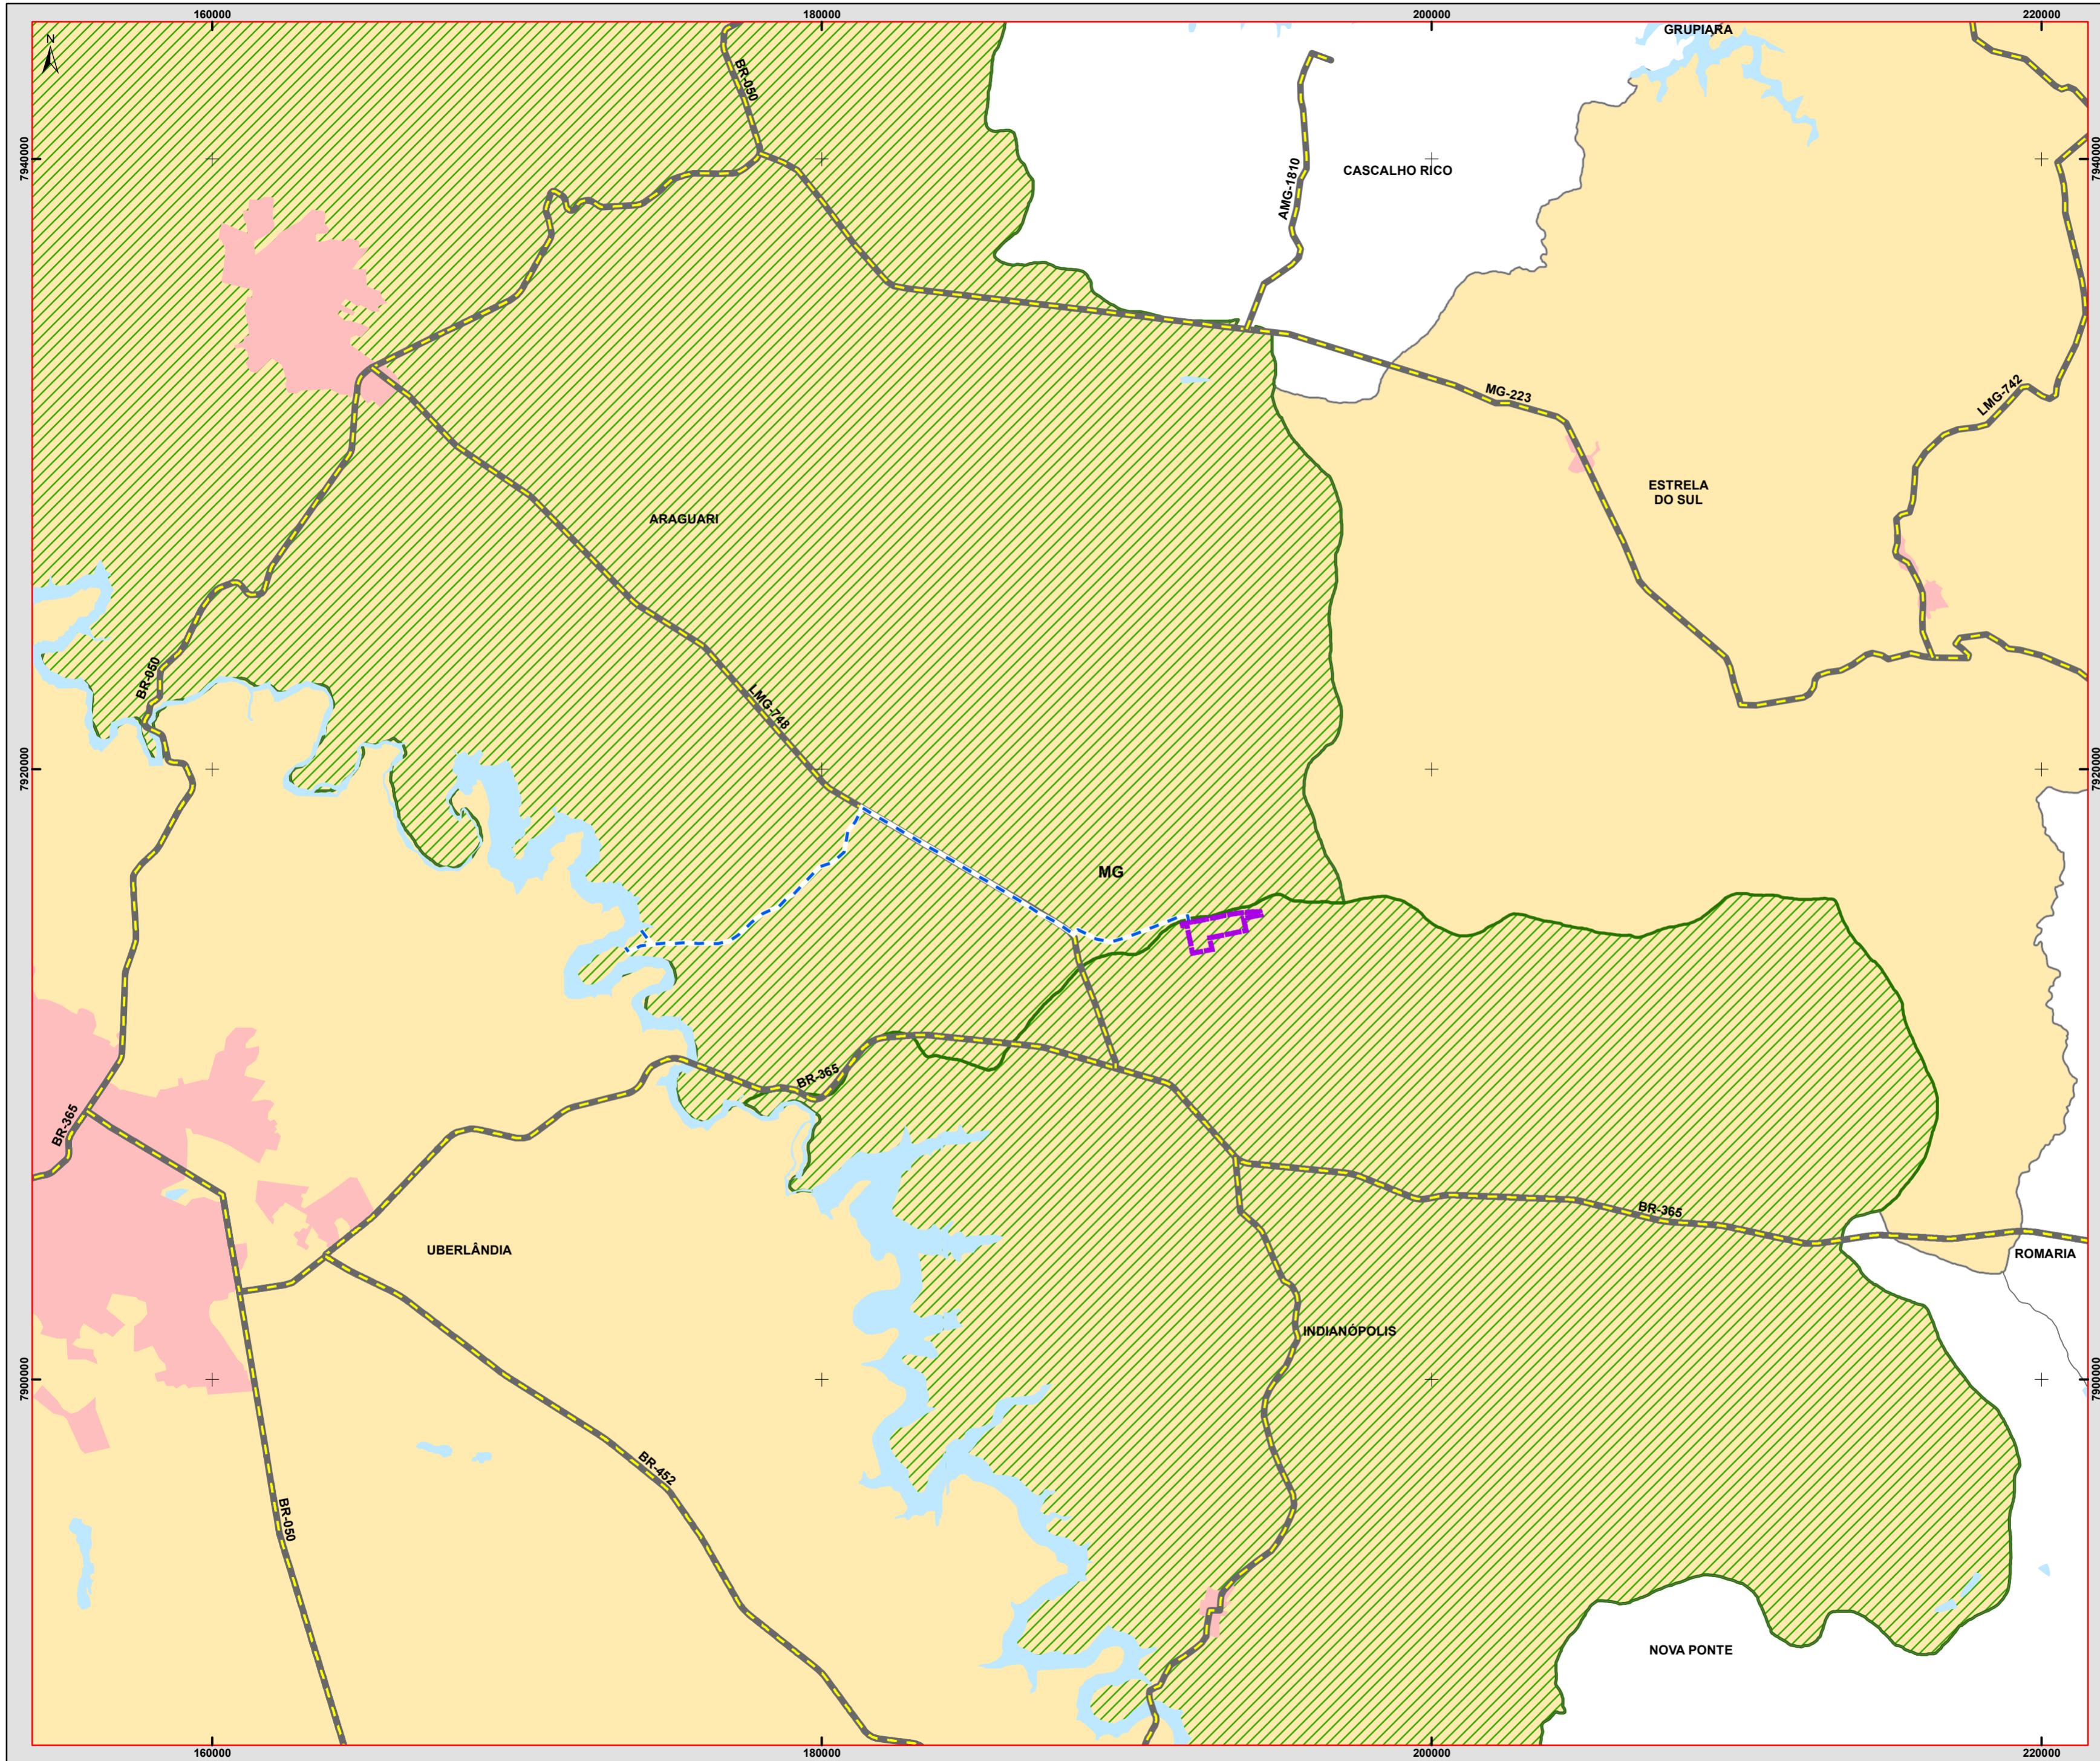 160000
180000
200000
220000
N
GRUPIARA
BR-050
7940000
7940000
CASCALHO RICO
AMG-1810
MG-223
LMG-742
ESTRELA
DO SUL
ARAGUARI
BR-050
LMG-748
7920000
7920000
MG
BR-365
BR-365
BR-365
UBERLÂNDIA
ROMARIA
INDIANÓPOLIS
7900000
7900000
BR-452
BR-050
NOVA PONTE
160000
180000
200000
220000